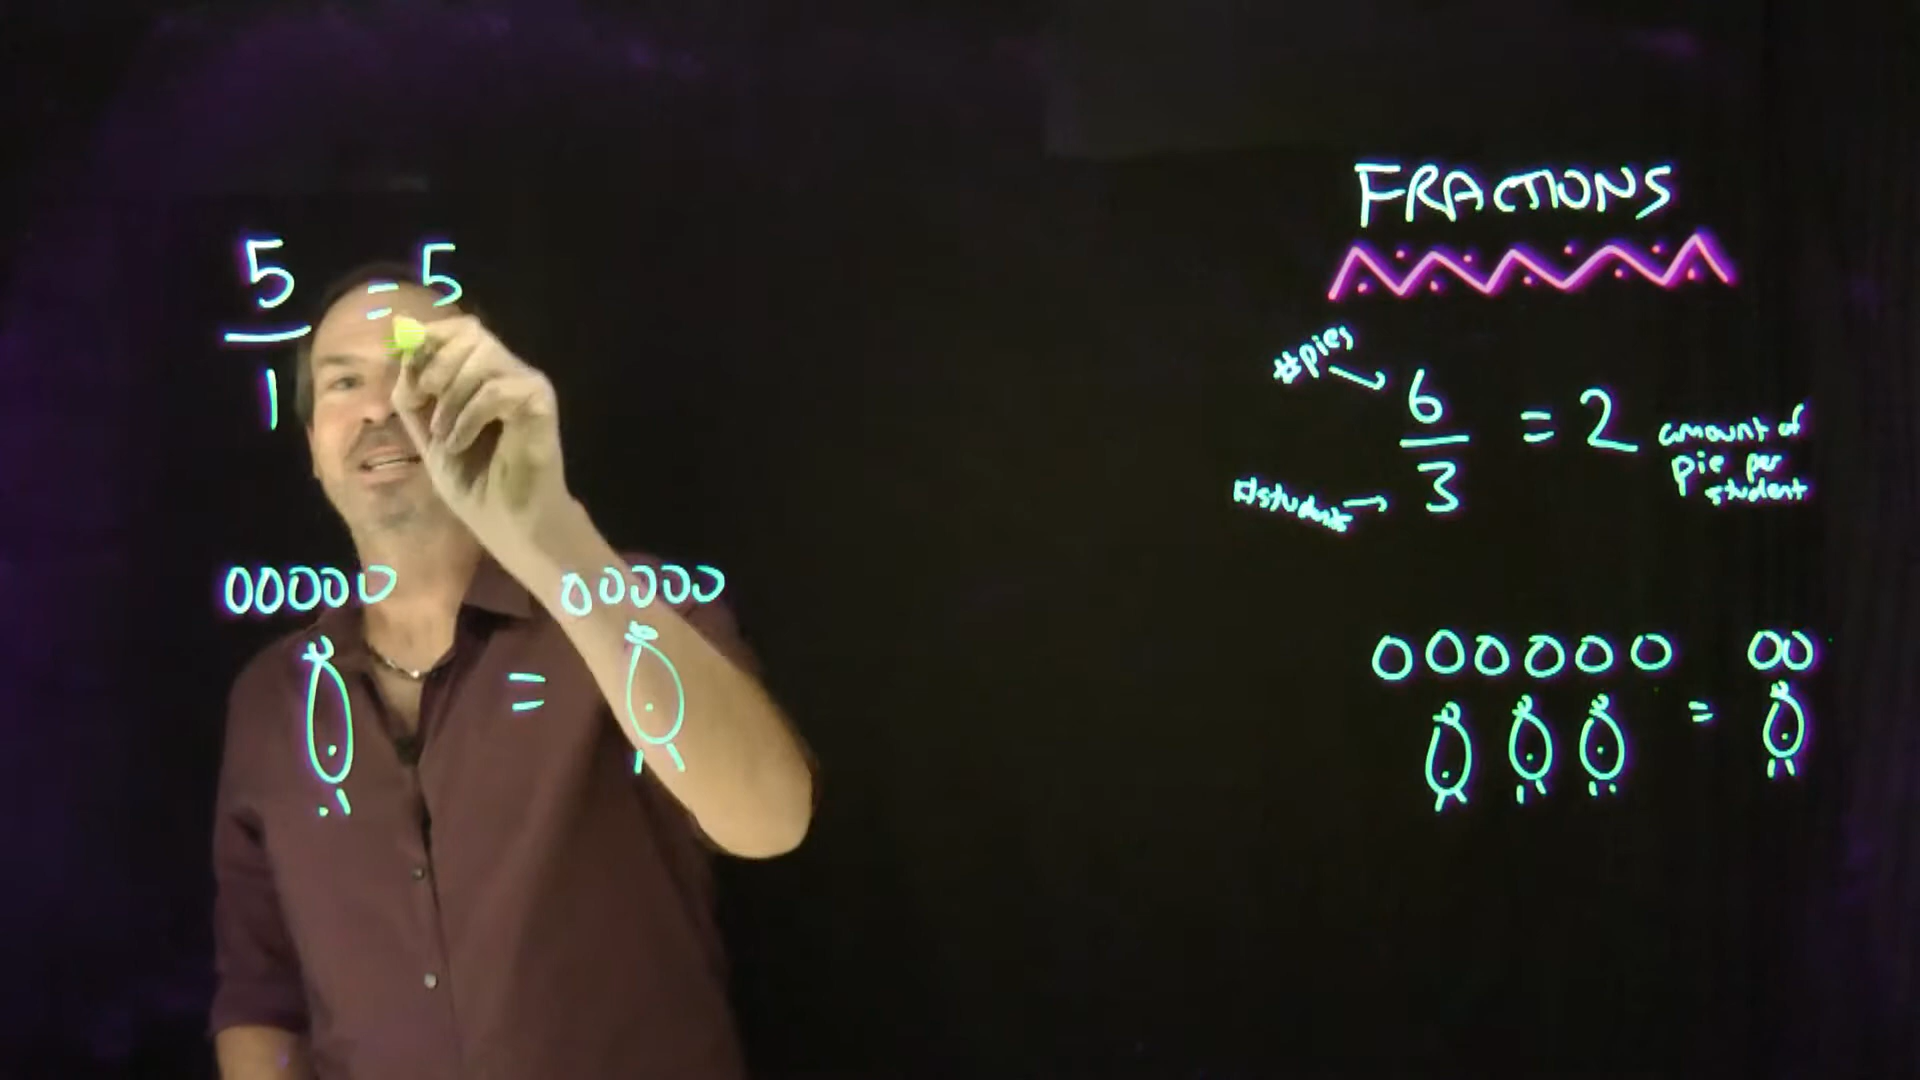 FRACTIONS
5/1 = 5
#pies →
6/3 = 2
amount of
pie per
student
#students →
=
=